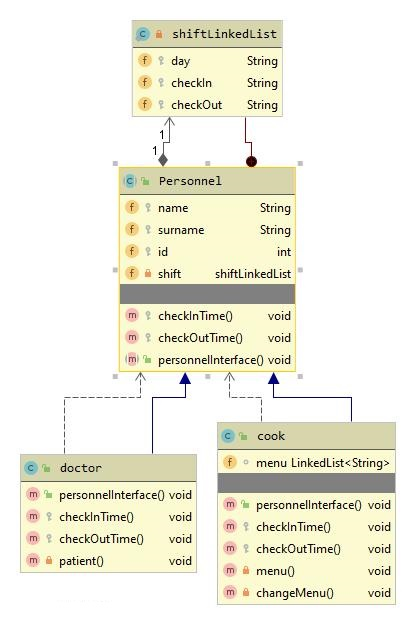 shiftLinkedList
day String
checkIn String
checkOut String
1
1
Personnel
name String
surname String
id int
shift shiftLinkedList
checkInTime() void
checkOutTime() void
personnelInterface() void
doctor
personnelInterface() void
checkInTime() void
checkOutTime() void
patient() void
cook
menu LinkedList<String>
personnelInterface() void
checkInTime() void
checkOutTime() void
menu() void
changeMenu() void